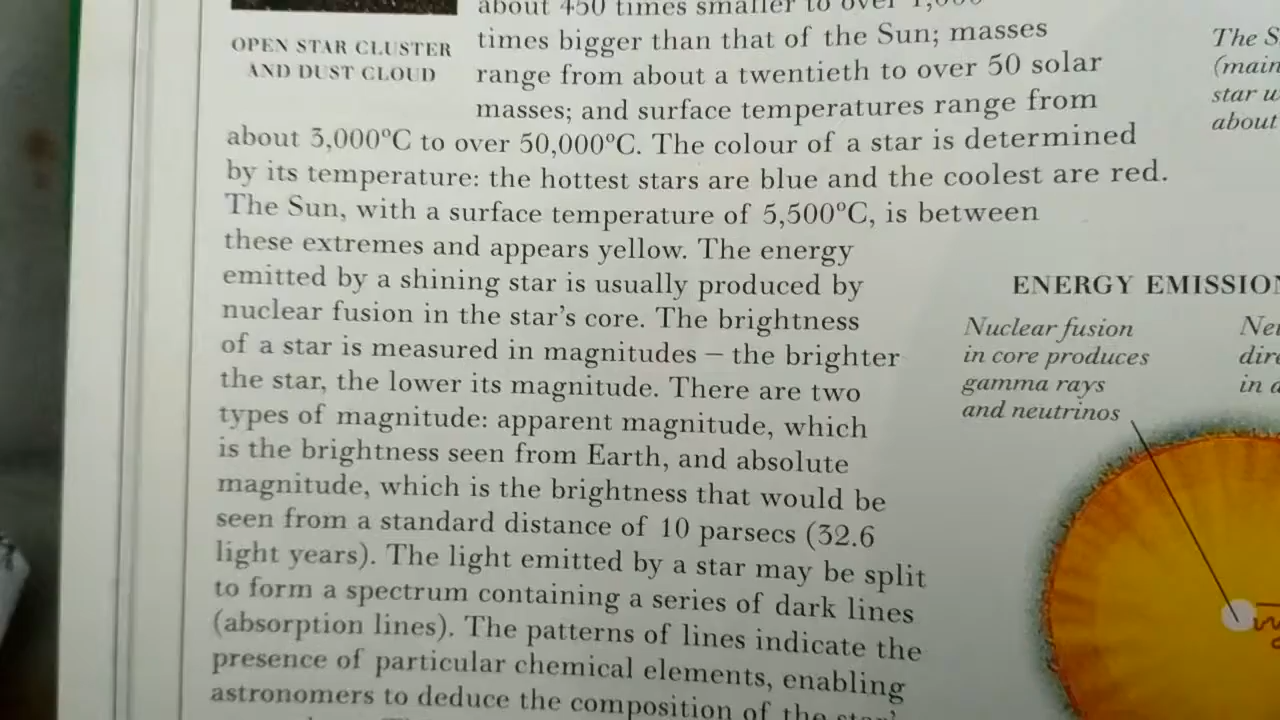 about 450 times smaller to over 1,000
OPEN STAR CLUSTER
AND DUST CLOUD
times bigger than that of the Sun; masses
range from about a twentieth to over 50 solar
masses; and surface temperatures range from
about 3,000ºC to over 50,000ºC. The colour of a star is determined
by its temperature: the hottest stars are blue and the coolest are red.
The Sun, with a surface temperature of 5,500ºC, is between
these extremes and appears yellow. The energy
emitted by a shining star is usually produced by
nuclear fusion in the star's core. The brightness
of a star is measured in magnitudes – the brighter
the star, the lower its magnitude. There are two
types of magnitude: apparent magnitude, which
is the brightness seen from Earth, and absolute
magnitude, which is the brightness that would be
seen from a standard distance of 10 parsecs (32.6
light years). The light emitted by a star may be split
to form a spectrum containing a series of dark lines
(absorption lines). The patterns of lines indicate the
presence of particular chemical elements, enabling
astronomers to deduce the composition of the star's
The S
(main
star w
about
ENERGY EMISSION
Nuclear fusion
in core produces
gamma rays
and neutrinos
dire
in a